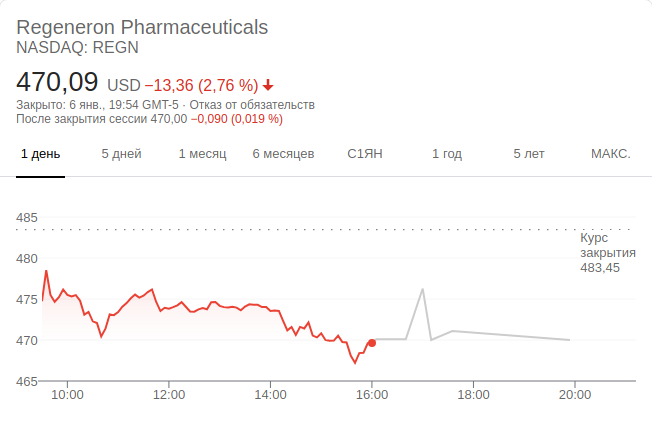 Regeneron Pharmaceuticals
NASDAQ: REGN
470,09 USD −13,36 (2,76 %)
Закрыто: 6 янв., 19:54 GMT-5 · Отказ от обязательств
После закрытия сессии 470,00 −0,090 (0,019 %)
1 день 5 дней 1 месяц 6 месяцев С1ЯН 1 год 5 лет МАКС.
485
Курс
закрытия
483,45
480
475
470
465
10:00 12:00 14:00 16:00 18:00 20:00